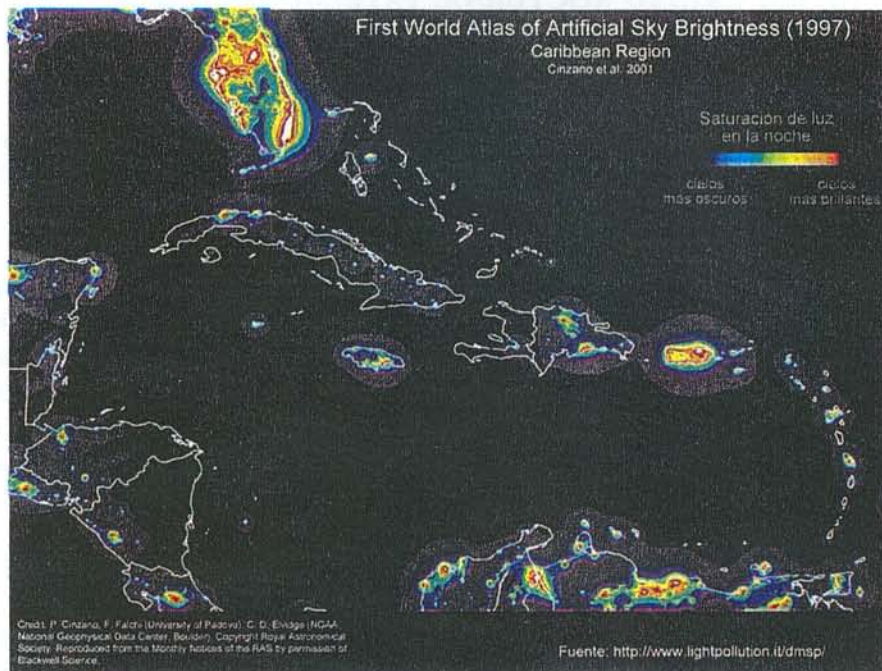 First World Atlas of Artificial Sky Brightness (1997)
Caribbean Region
Cinzano et al. 2001
Saturación de luz
en la noche
cielos
más oscuros
cielos
más brillantes
Credit: P. Cinzano, F. Falchi (University of Padova), C. D. Elvidge (NOAA
National Geophysical Data Center, Boulder). Copyright Royal Astronomical
Society. Reproduced from the Monthly Notices of the RAS by permission of
Blackwell Science.
Fuente: http://www.lightpollution.it/dmsp/